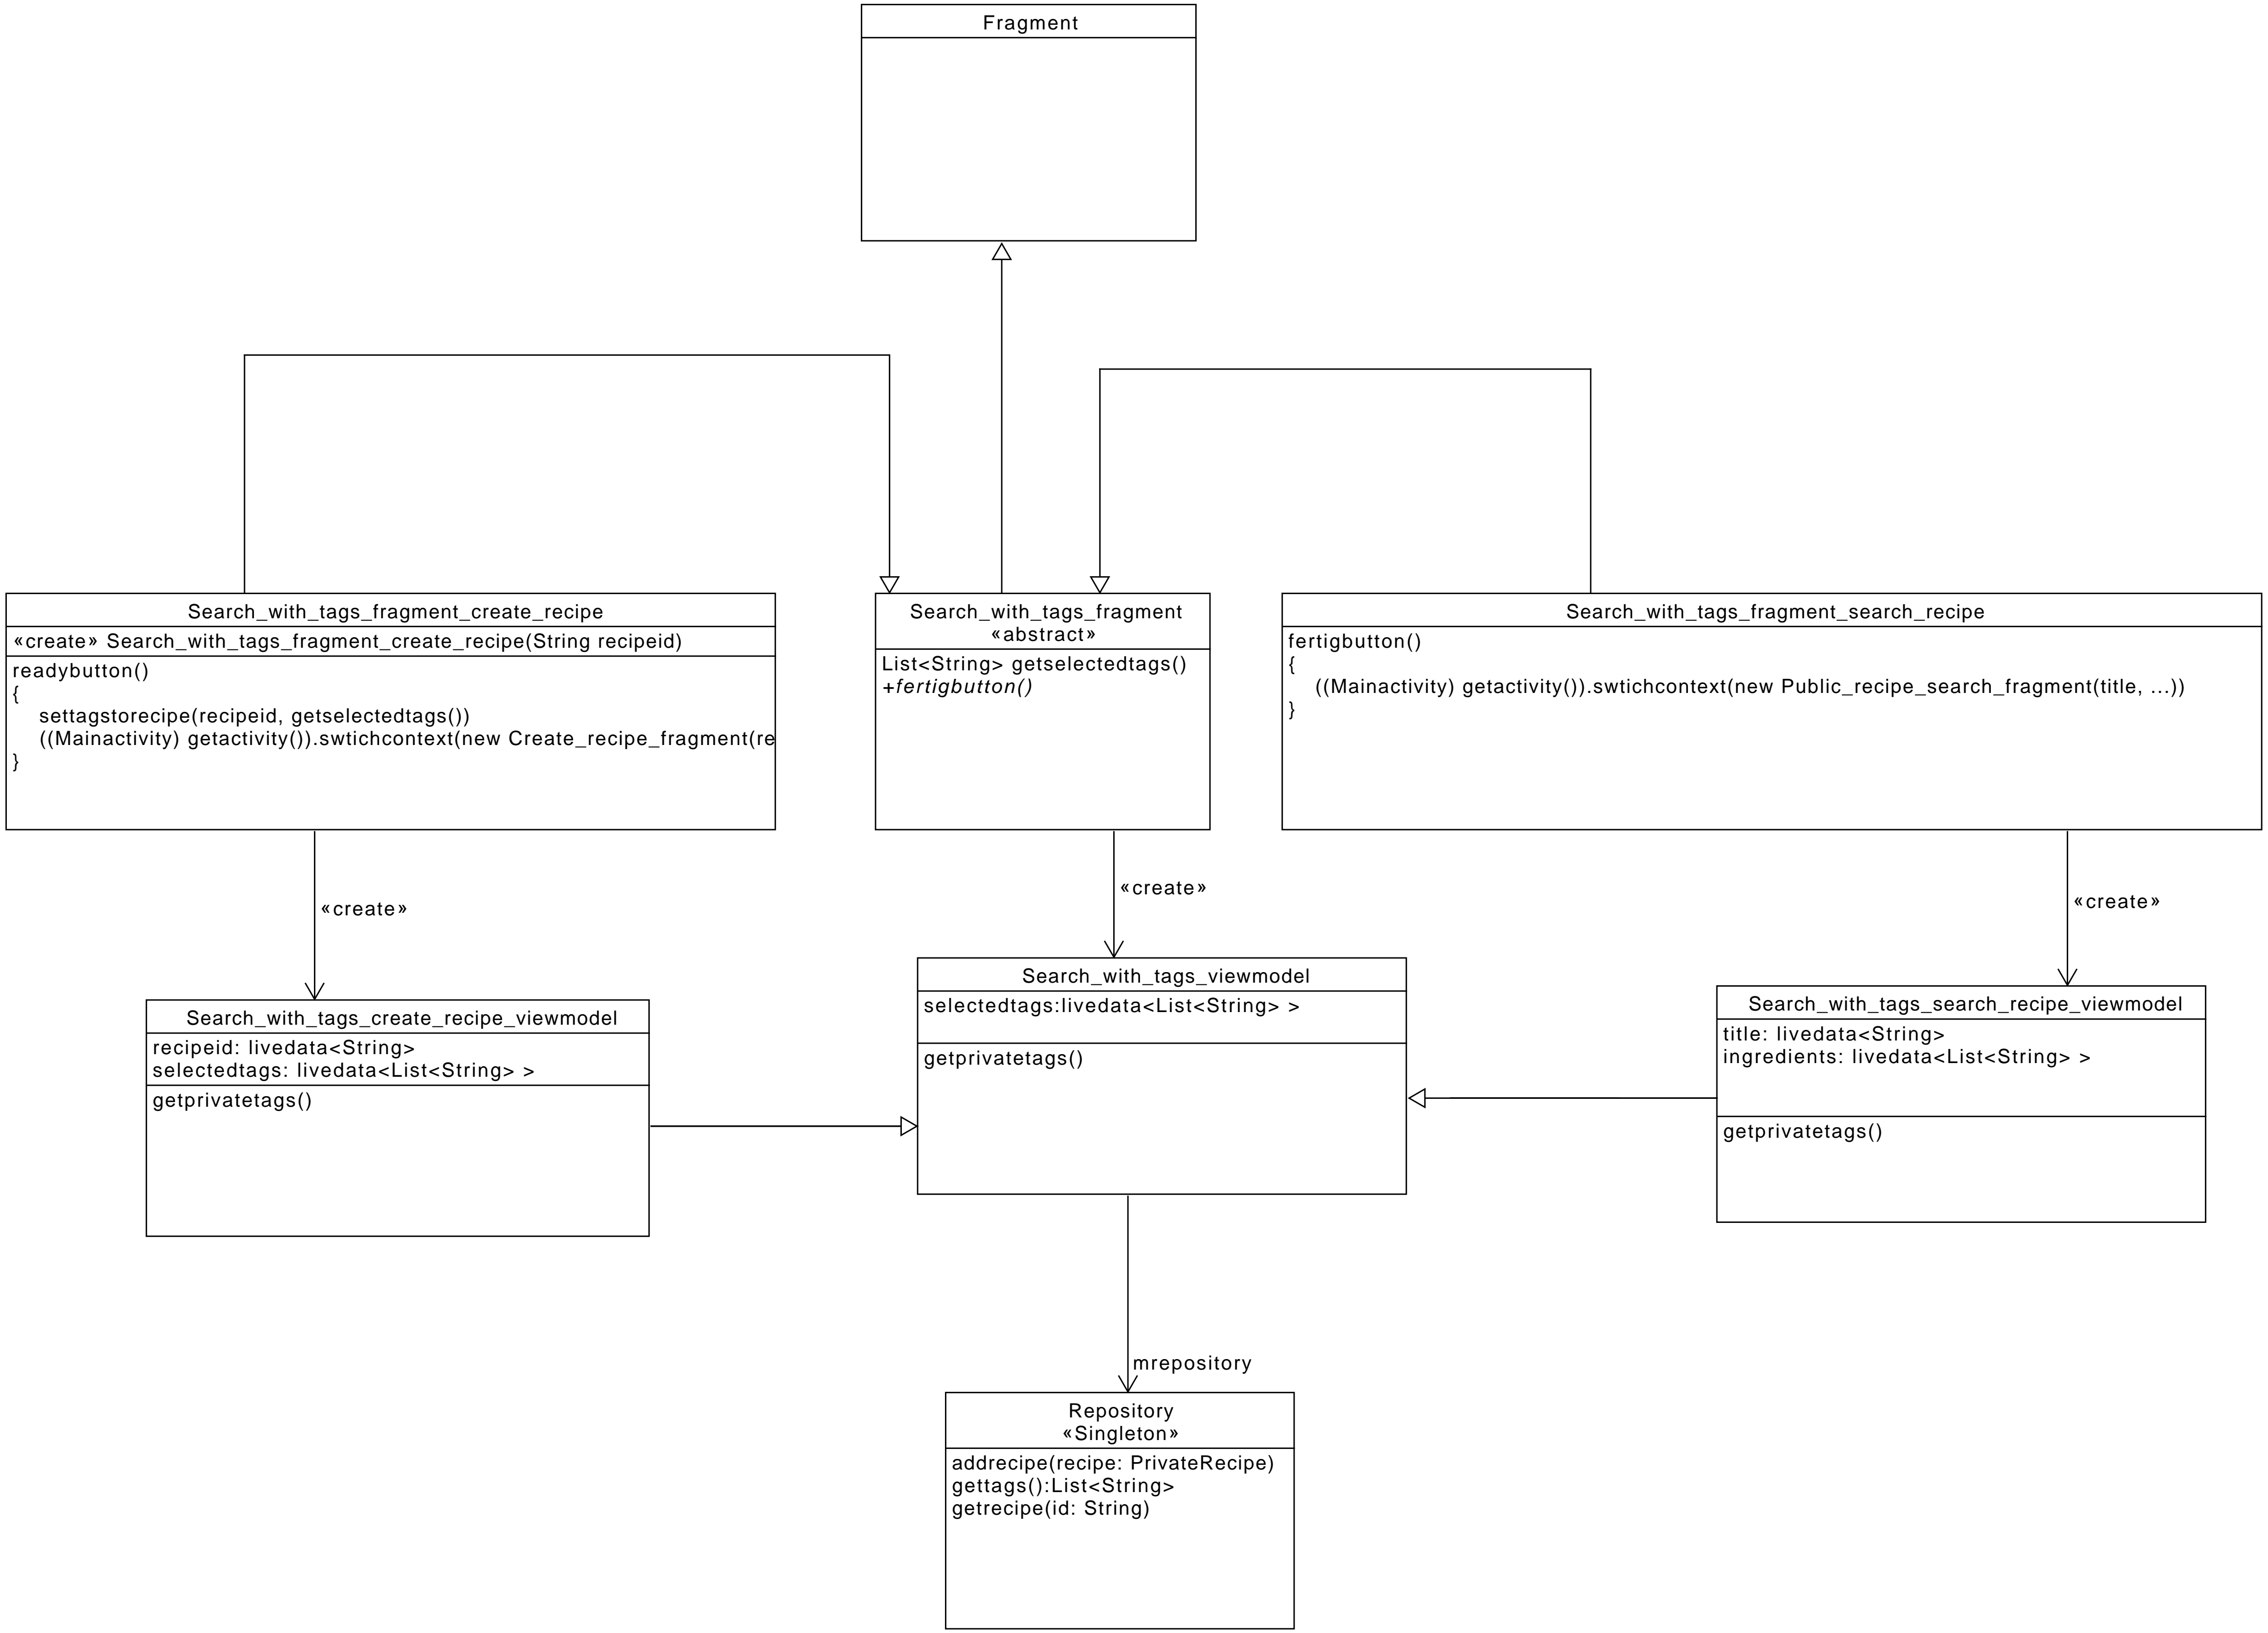 Fragment
Search_with_tags_fragment_create_recipe
«create» Search_with_tags_fragment_create_recipe(String recipeid)
readybutton()
{
settagstorecipe(recipeid, getselectedtags())
((Mainactivity) getactivity()).swtichcontext(new Create_recipe_fragment(re
}
Search_with_tags_fragment
«abstract»
List<String> getselectedtags()
+fertigbutton()
Search_with_tags_fragment_search_recipe
fertigbutton()
{
((Mainactivity) getactivity()).swtichcontext(new Public_recipe_search_fragment(title, ...))
}
«create»
«create»
«create»
Search_with_tags_create_recipe_viewmodel
recipeid: livedata<String>
selectedtags: livedata<List<String> >
getprivatetags()
Search_with_tags_viewmodel
selectedtags:livedata<List<String> >
getprivatetags()
Search_with_tags_search_recipe_viewmodel
title: livedata<String>
ingredients: livedata<List<String> >
getprivatetags()
mrepository
Repository
«Singleton»
addrecipe(recipe: PrivateRecipe)
gettags():List<String>
getrecipe(id: String)